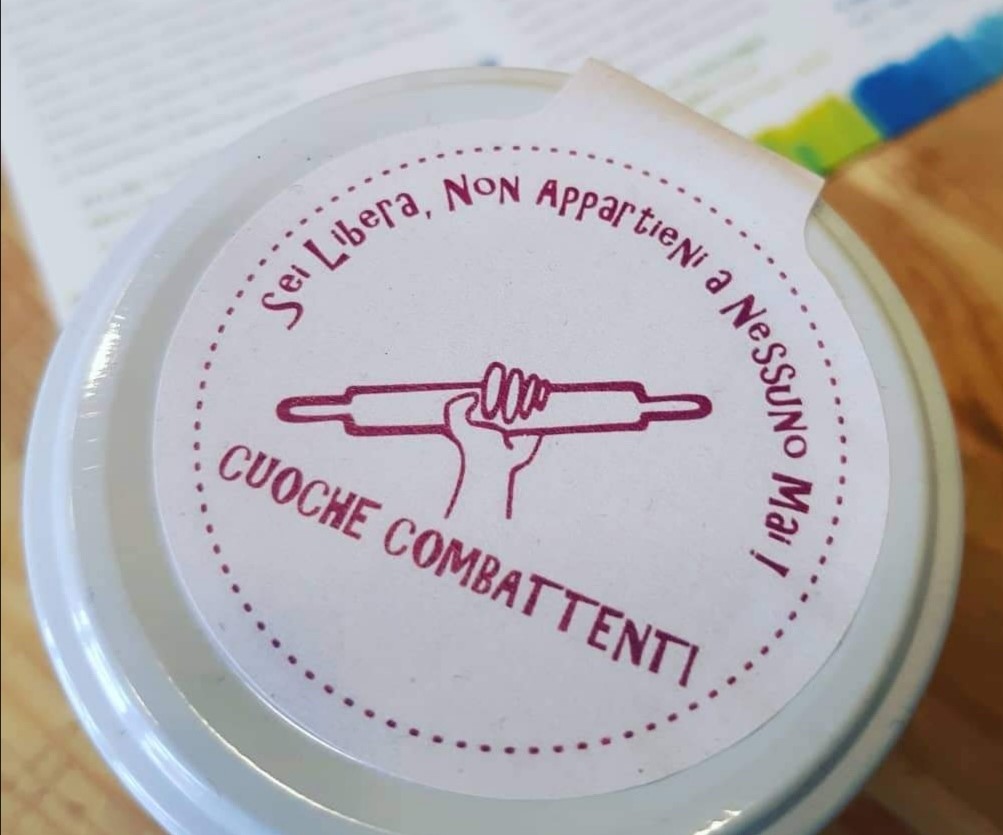 Sei Libera, Non Appartieni a Nessuno Mai!
CUOCHE COMBATTENTI